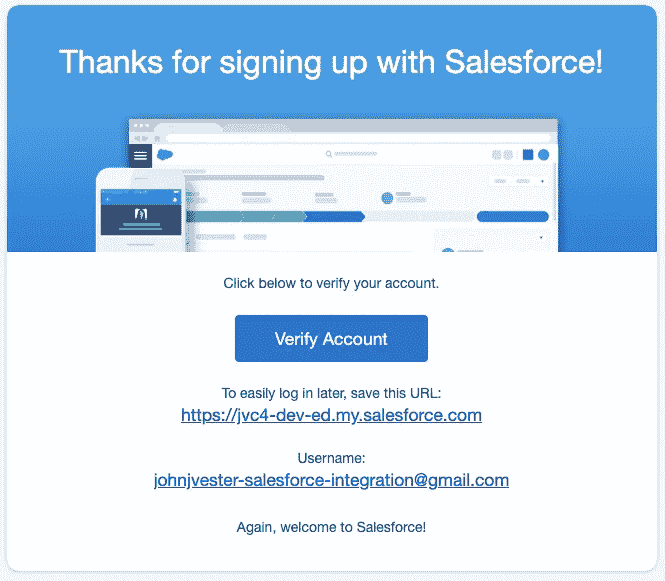 Thanks for signing up with Salesforce!
Click below to verify your account.
Verify Account
To easily log in later, save this URL:
https://jvc4-dev-ed.my.salesforce.com
Username:
johnjvester-salesforce-integration@gmail.com
Again, welcome to Salesforce!